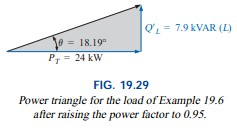 Q'L = 7.9 kVAR (L)
θ = 18.19°
PT = 24 kW
FIG. 19.29
Power triangle for the load of Example 19.6
after raising the power factor to 0.95.